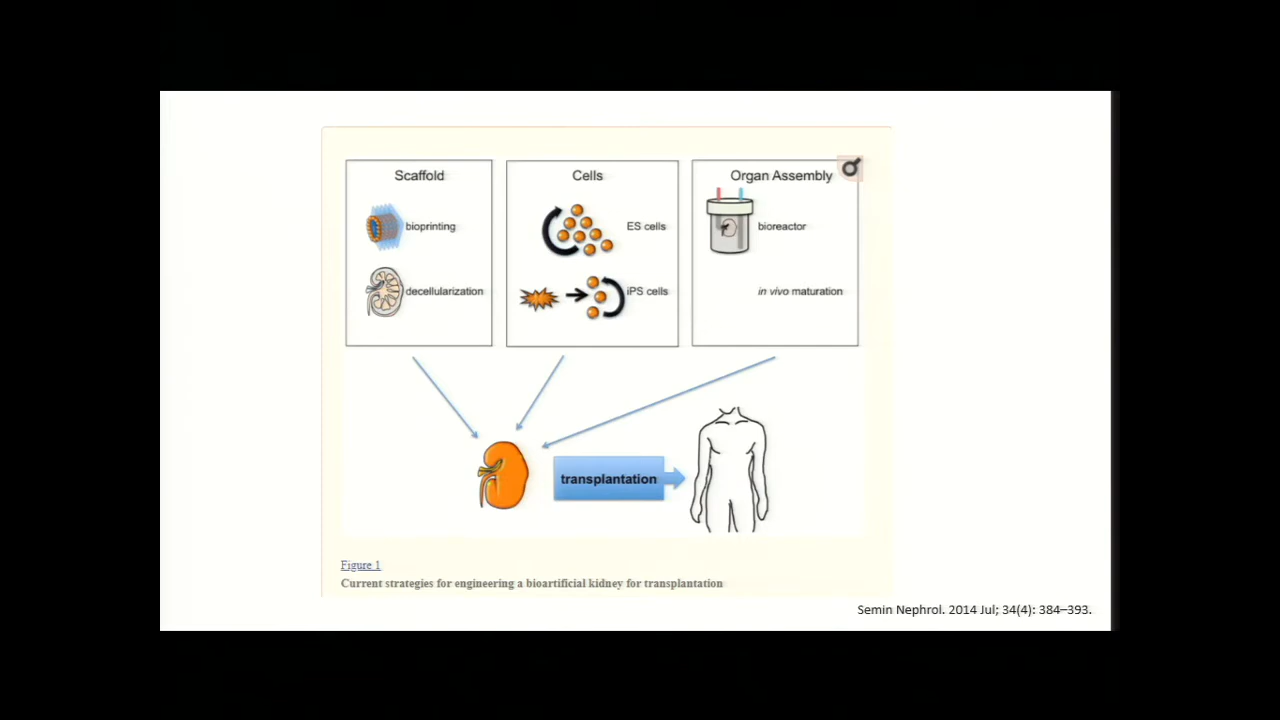 Scaffold
bioprinting
decellularization
Cells
ES cells
iPS cells
Organ Assembly
bioreactor
in vivo maturation
transplantation
Figure 1
Current strategies for engineering a bioartificial kidney for transplantation
Semin Nephrol. 2014 Jul; 34(4): 384–393.